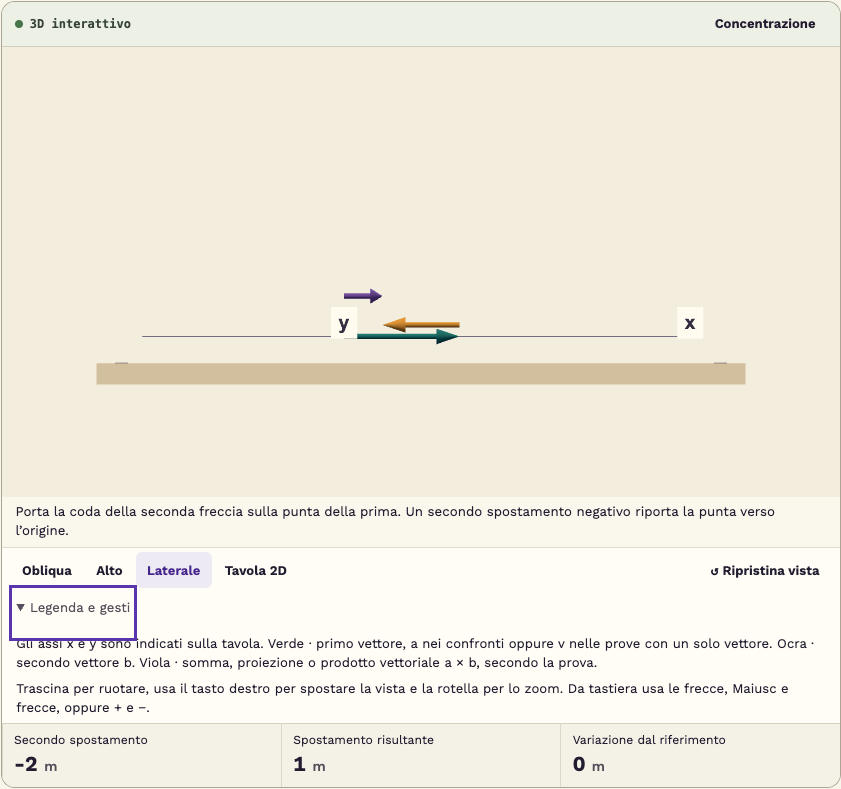 3D interattivo
Concentrazione
y
x
Porta la coda della seconda freccia sulla punta della prima. Un secondo spostamento negativo riporta la punta verso
l’origine.
Obliqua Alto Laterale Tavola 2D ↺ Ripristina vista
▼ Legenda e gesti
Gli assi x e y sono indicati sulla tavola. Verde · primo vettore, a nei confronti oppure v nelle prove con un solo vettore. Ocra ·
secondo vettore b. Viola · somma, proiezione o prodotto vettoriale a × b, secondo la prova.
Trascina per ruotare, usa il tasto destro per spostare la vista e la rotella per lo zoom. Da tastiera usa le frecce, Maiusc e
frecce, oppure + e −.
Secondo spostamento
-2 m
Spostamento risultante
1 m
Variazione dal riferimento
0 m